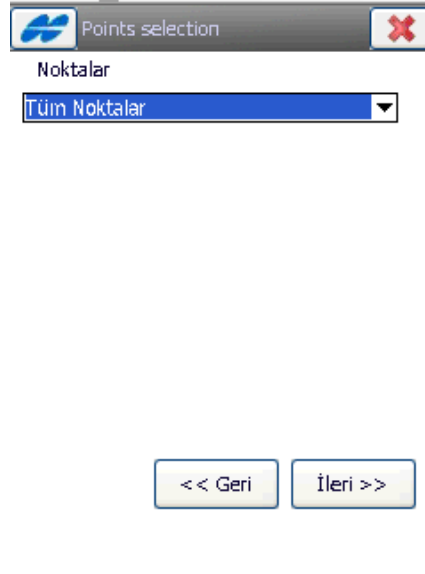 Points selection
Noktalar
Tüm Noktalar
<< Geri
İleri >>